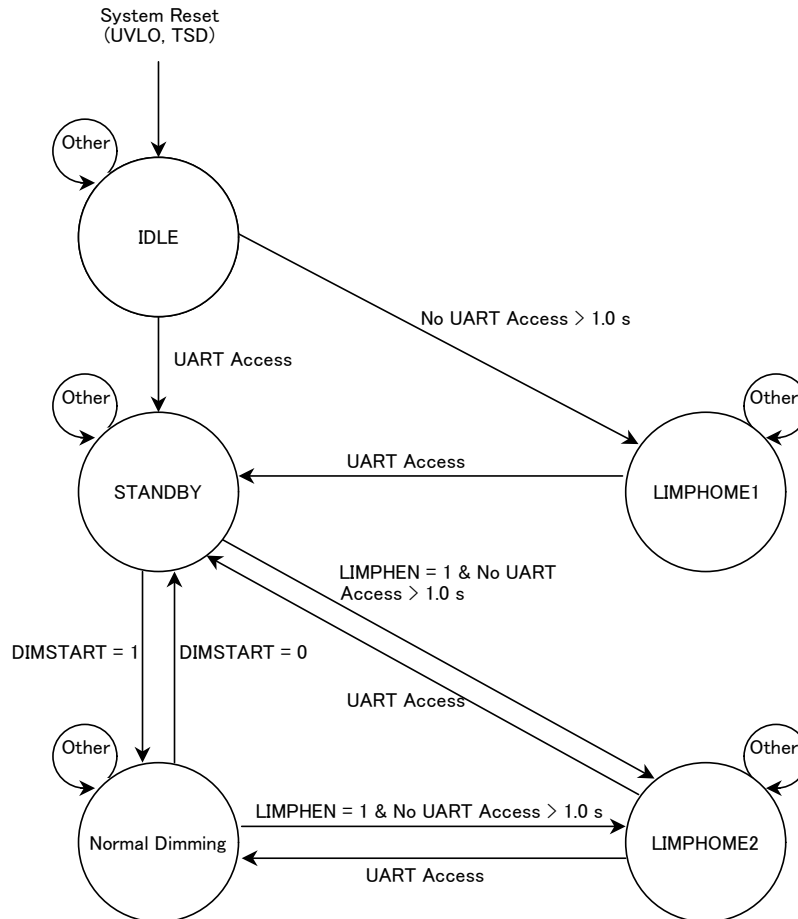 System Reset
(UVLO, TSD)
Other
IDLE
No UART Access > 1.0 s
UART Access
Other
Other
UART Access
STANDBY
LIMPHOME1
LIMPHEN = 1 & No UART
Access > 1.0 s
DIMSTART = 1
DIMSTART = 0
UART Access
Other
Other
LIMPHEN = 1 & No UART Access > 1.0 s
Normal Dimming
LIMPHOME2
UART Access